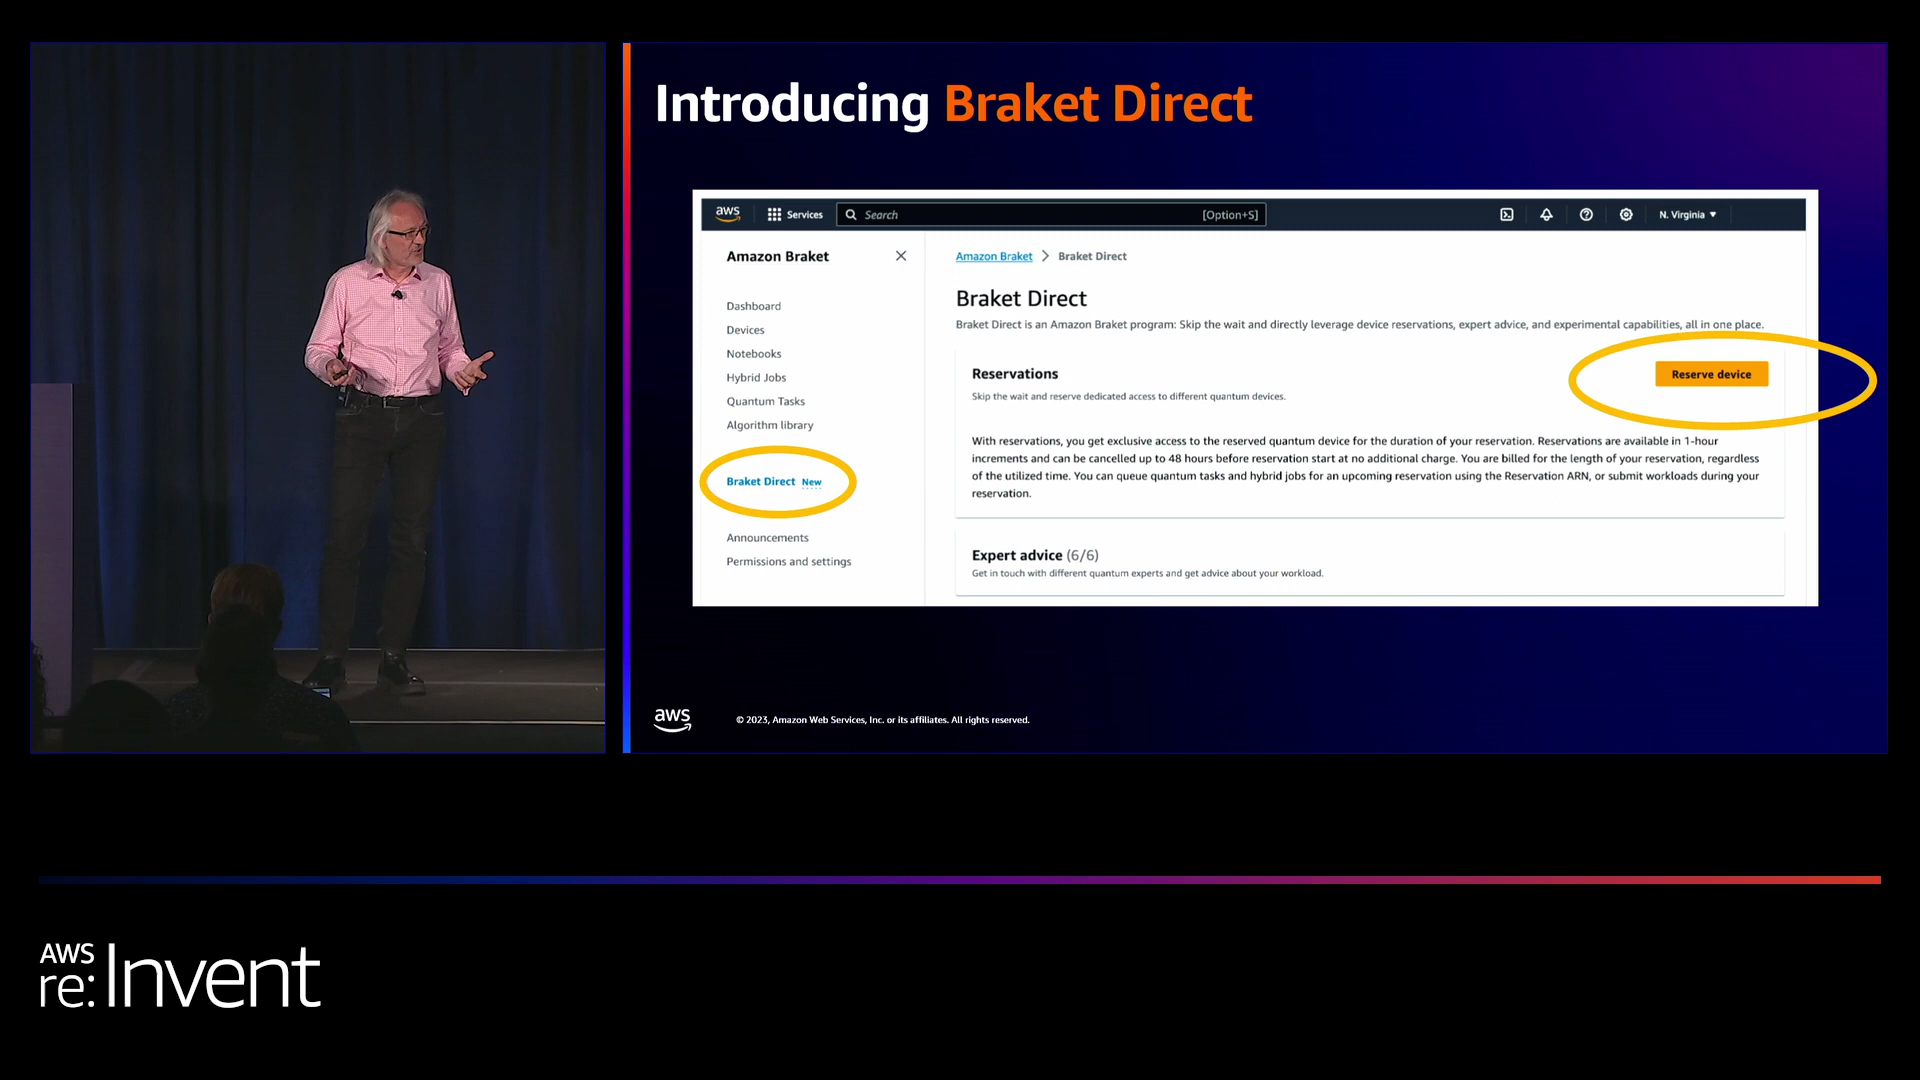 Introducing Braket Direct
aws Services Search [Option+S] N. Virginia
Amazon Braket
Dashboard
Devices
Notebooks
Hybrid Jobs
Quantum Tasks
Algorithm library
Braket Direct New
Announcements
Permissions and settings
Amazon Braket > Braket Direct
Braket Direct
Braket Direct is an Amazon Braket program: Skip the wait and directly leverage device reservations, expert advice, and experimental capabilities, all in one place.
Reservations
Reserve device
Skip the wait and reserve dedicated access to different quantum devices.
With reservations, you get exclusive access to the reserved quantum device for the duration of your reservation. Reservations are available in 1-hour
increments and can be cancelled up to 48 hours before reservation start at no additional charge. You are billed for the length of your reservation, regardless
of the utilized time. You can queue quantum tasks and hybrid jobs for an upcoming reservation using the Reservation ARN, or submit workloads during your
reservation.
Expert advice (6/6)
Get in touch with different quantum experts and get advice about your workload.
aws © 2023, Amazon Web Services, Inc. or its affiliates. All rights reserved.
AWS
re:Invent